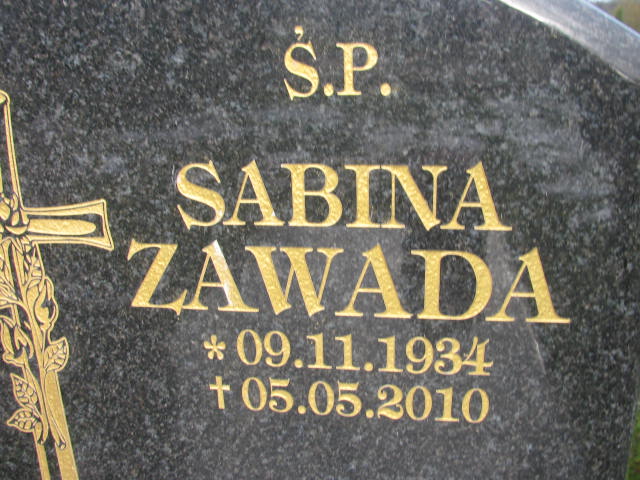 Ś.P.
SABINA
ZAWADA
* 09.11.1934
† 05.05.2010